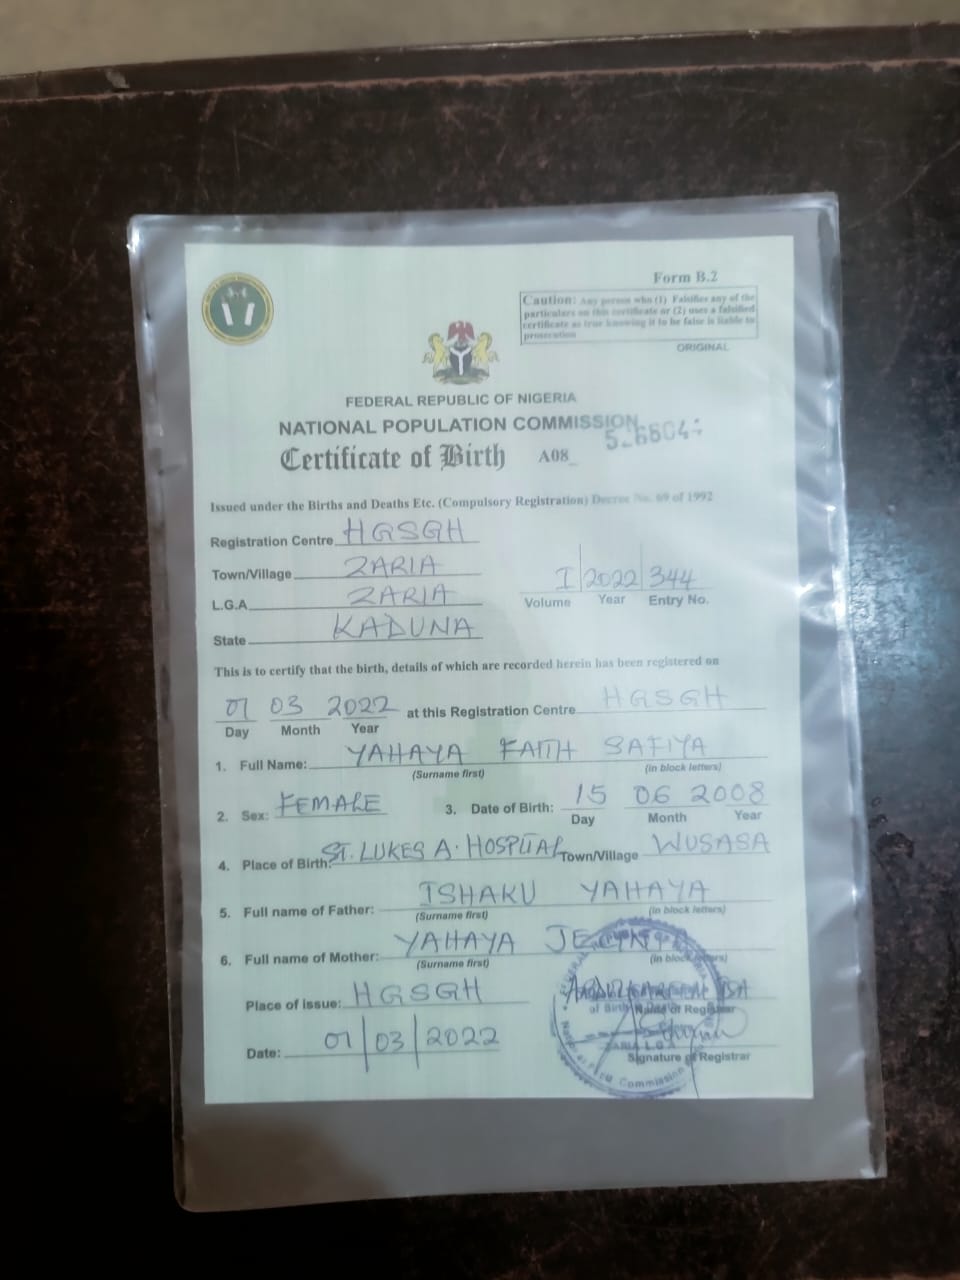 Form B.2
Caution: Any person who (1) Falsifies any of the
particulars on this certificate or (2) uses a falsified
certificate as true knowing it to be false is liable to
prosecution
ORIGINAL
FEDERAL REPUBLIC OF NIGERIA
NATIONAL POPULATION COMMISSION
Certificate of Birth A08_
Issued under the Births and Deaths Etc. (Compulsory Registration) Decree No. 69 of 1992
Registration Centre HGSGH
Town/Village ZARIA
L.G.A ZARIA
I 2022 344
Volume Year Entry No.
State KADUNA
This is to certify that the birth, details of which are recorded herein has been registered on
01 03 2022 at this Registration Centre HGSGH
Day Month Year
1. Full Name: YAHAYA FAITH SAFIYA
(Surname first) (in block letters)
2. Sex: FEMALE 3. Date of Birth: 15 06 2008
Day Month Year
4. Place of Birth: ST. LUKES A. HOSPITAL Town/Village WUSASA
5. Full name of Father: ISHAKU YAHAYA
(Surname first) (in block letters)
6. Full name of Mother: YAHAYA
(Surname first) (in block letters)
Place of Issue: HGSGH
Name of Registrar
Date: 01/03/2022
ZARIA L.G.A
Signature of Registrar
Commission